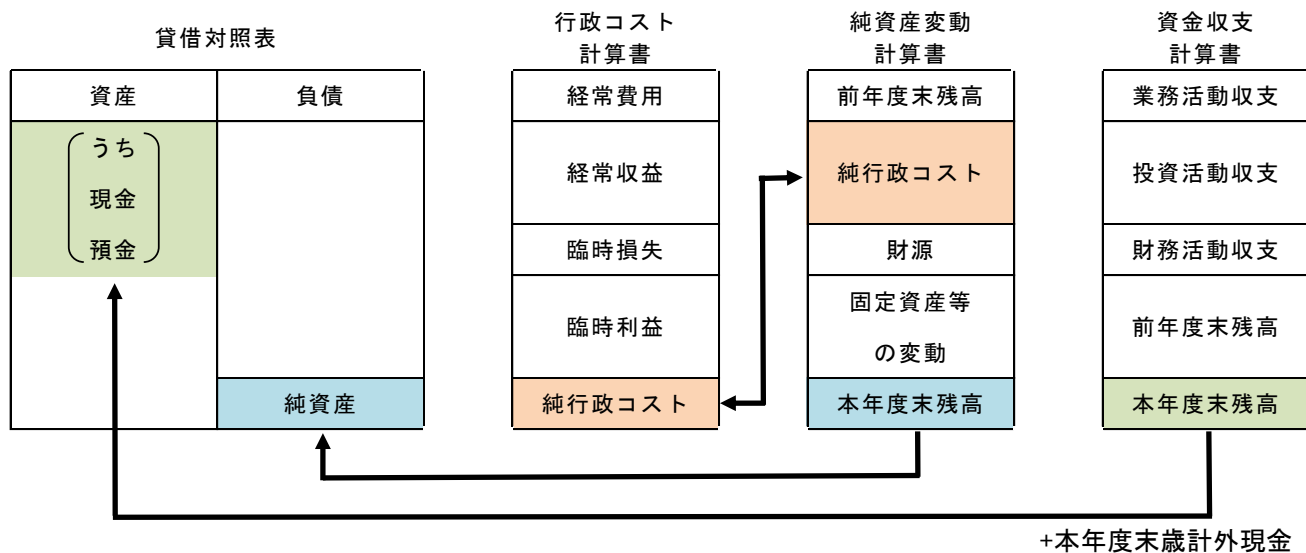 貸借対照表
資産
負債
うち
現金
預金
純資産
行政コスト
計算書
経常費用
経常収益
臨時損失
臨時利益
純行政コスト
純資産変動
計算書
前年度末残高
純行政コスト
財源
固定資産等
の変動
本年度末残高
資金収支
計算書
業務活動収支
投資活動収支
財務活動収支
前年度末残高
本年度末残高
+本年度末歳計外現金